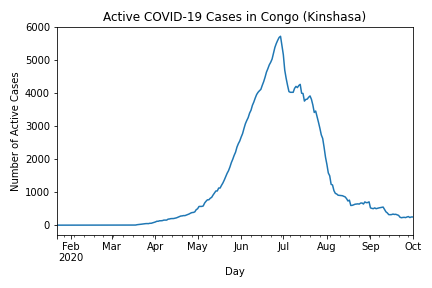 Active COVID-19 Cases in Congo (Kinshasa)
Number of Active Cases
6000
5000
4000
3000
2000
1000
0
Feb Mar Apr May Jun Jul Aug Sep Oct
2020
Day